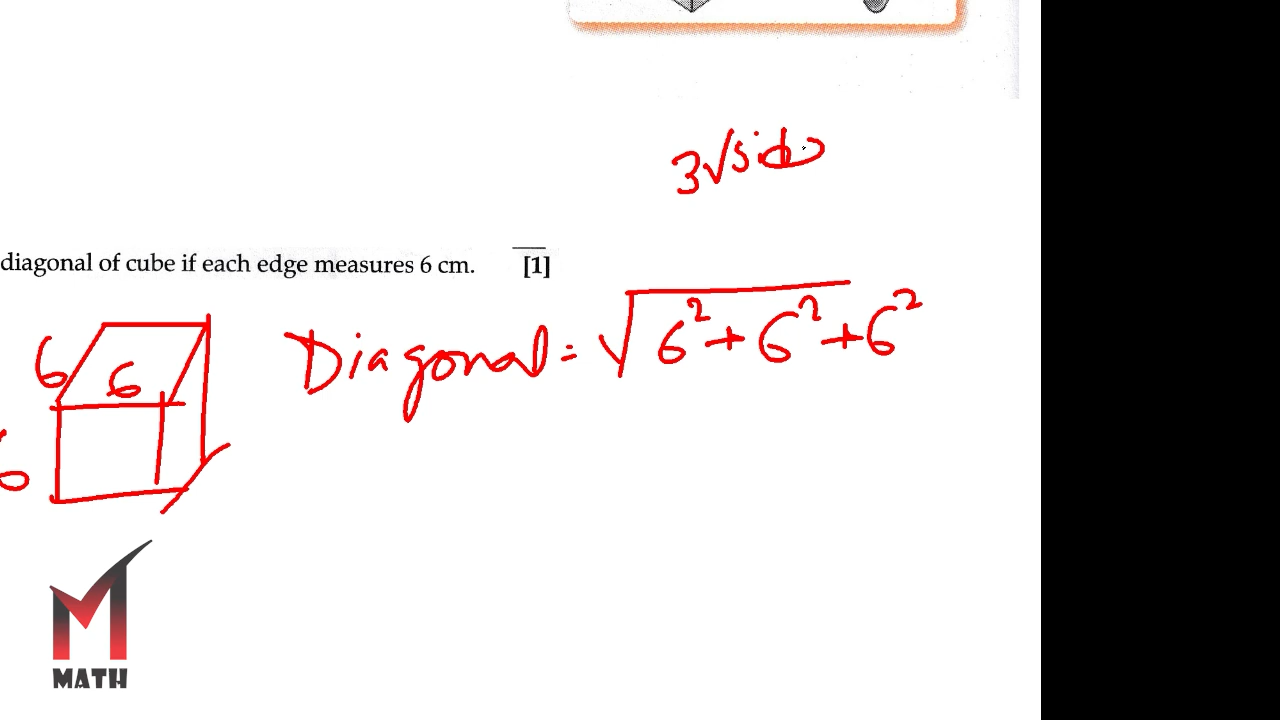 3√side
diagonal of cube if each edge measures 6 cm. [1]
6 6
Diagonal = √6² + 6² + 6²
6
MATH